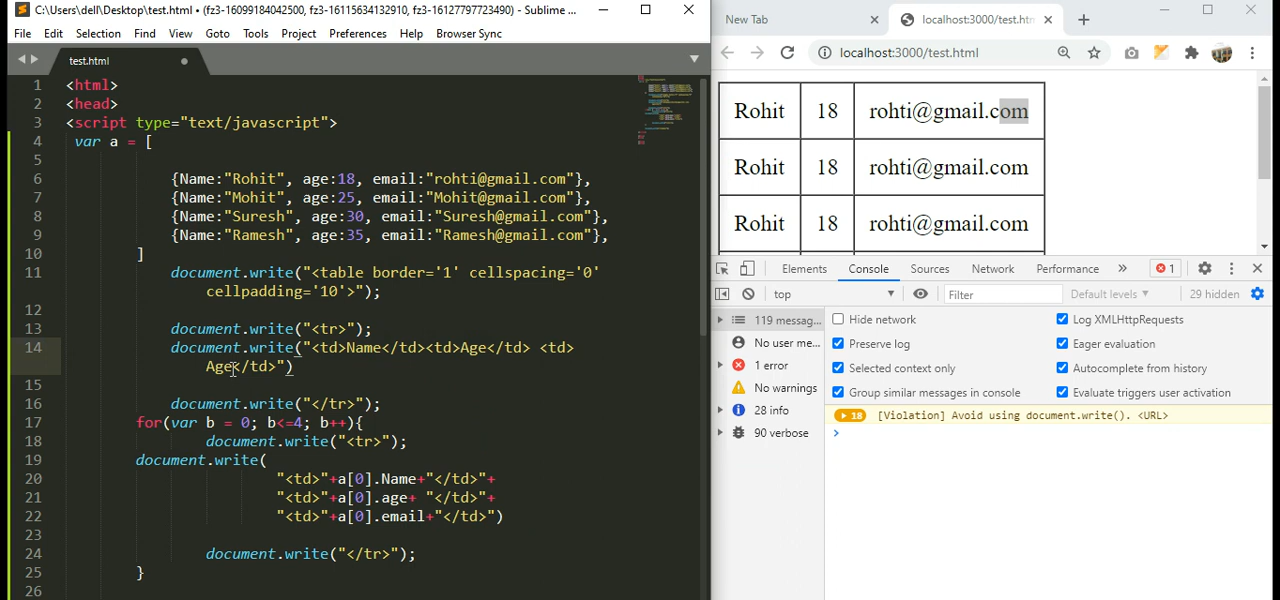 C:\Users\dell\Desktop\test.html • (fz3-16099184042500, fz3-16115634132910, fz3-16127797723490) - Sublime ...
File Edit Selection Find View Goto Tools Project Preferences Help Browser Sync
test.html
1 <html>
2 <head>
3 <script type="text/javascript">
4 var a = [
5
6 {Name:"Rohit", age:18, email:"rohti@gmail.com"},
7 {Name:"Mohit", age:25, email:"Mohit@gmail.com"},
8 {Name:"Suresh", age:30, email:"Suresh@gmail.com"},
9 {Name:"Ramesh", age:35, email:"Ramesh@gmail.com"},
10 ]
11 document.write("<table border='1' cellspacing='0'
cellpadding='10'>");
12
13 document.write("<tr>");
14 document.write("<td>Name</td><td>Age</td> <td>
Age</td>")
15
16 document.write("</tr>");
17 for(var b = 0; b<=4; b++){
18 document.write("<tr>");
19 document.write(
20 "<td>"+a[0].Name+"</td>"+
21 "<td>"+a[0].age+ "</td>"+
22 "<td>"+a[0].email+"</td>")
23
24 document.write("</tr>");
25 }
26
New Tab
localhost:3000/test.htm
localhost:3000/test.html
Rohit 18 rohti@gmail.com
Rohit 18 rohti@gmail.com
Rohit 18 rohti@gmail.com
Elements Console Sources Network Performance » 1
top Filter Default levels 29 hidden
119 messag...
No user me...
1 error
No warnings
28 info
90 verbose
Hide network Log XMLHttpRequests
Preserve log Eager evaluation
Selected context only Autocomplete from history
Group similar messages in console Evaluate triggers user activation
18 [Violation] Avoid using document.write(). <URL>